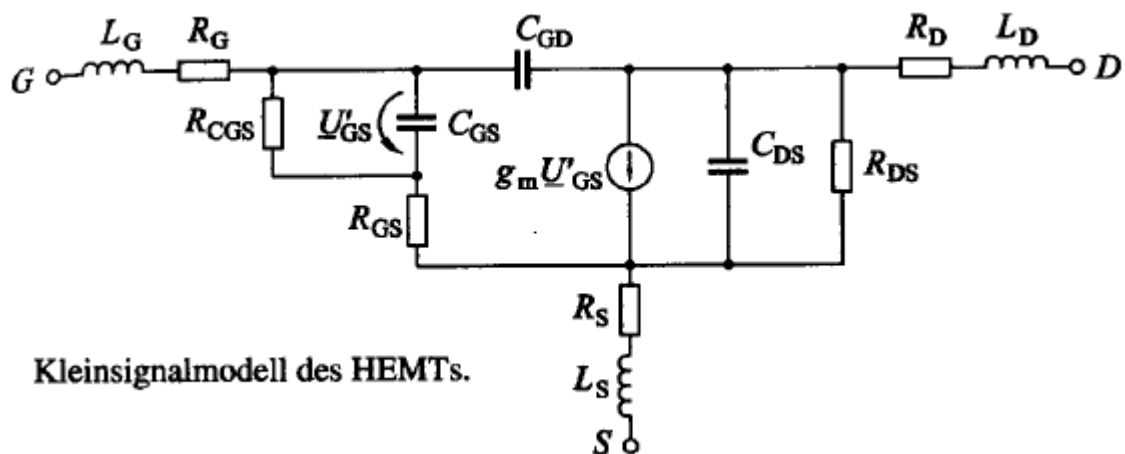 L_G R_G C_GD R_D L_D
G D
R_CGS U'_GS C_GS g_m U'_GS C_DS R_DS
R_GS
R_S
Kleinsignalmodell des HEMTs.
L_S
S